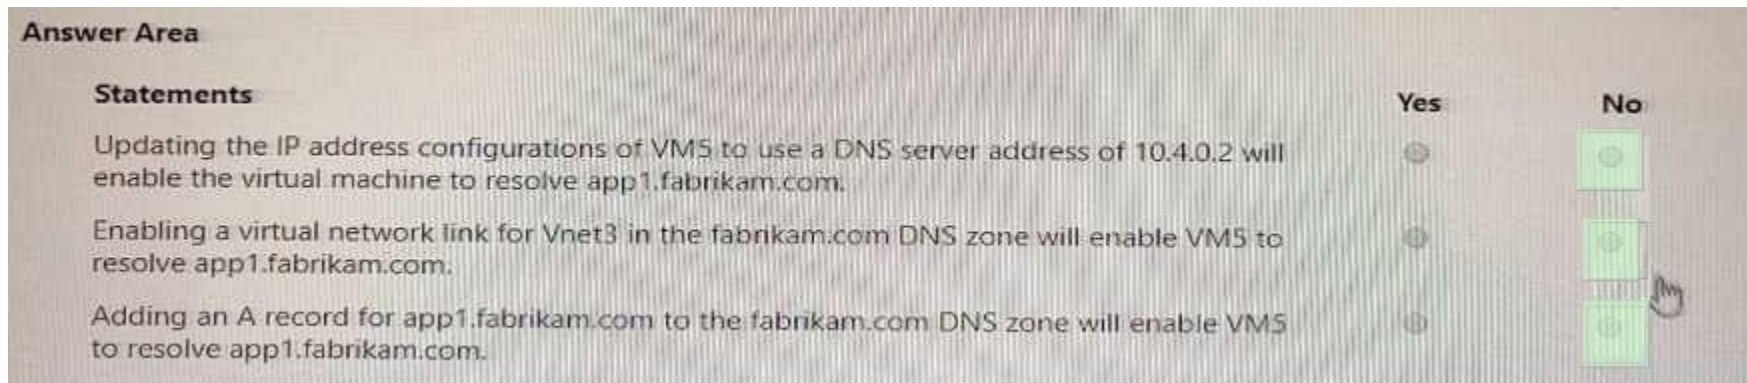 Answer Area
Statements
Yes
No
Updating the IP address configurations of VM5 to use a DNS server address of 10.4.0.2 will
enable the virtual machine to resolve app1.fabrikam.com.
Enabling a virtual network link for Vnet3 in the fabrikam.com DNS zone will enable VM5 to
resolve app1.fabrikam.com.
Adding an A record for app1.fabrikam.com to the fabrikam.com DNS zone will enable VM5
to resolve app1.fabrikam.com.